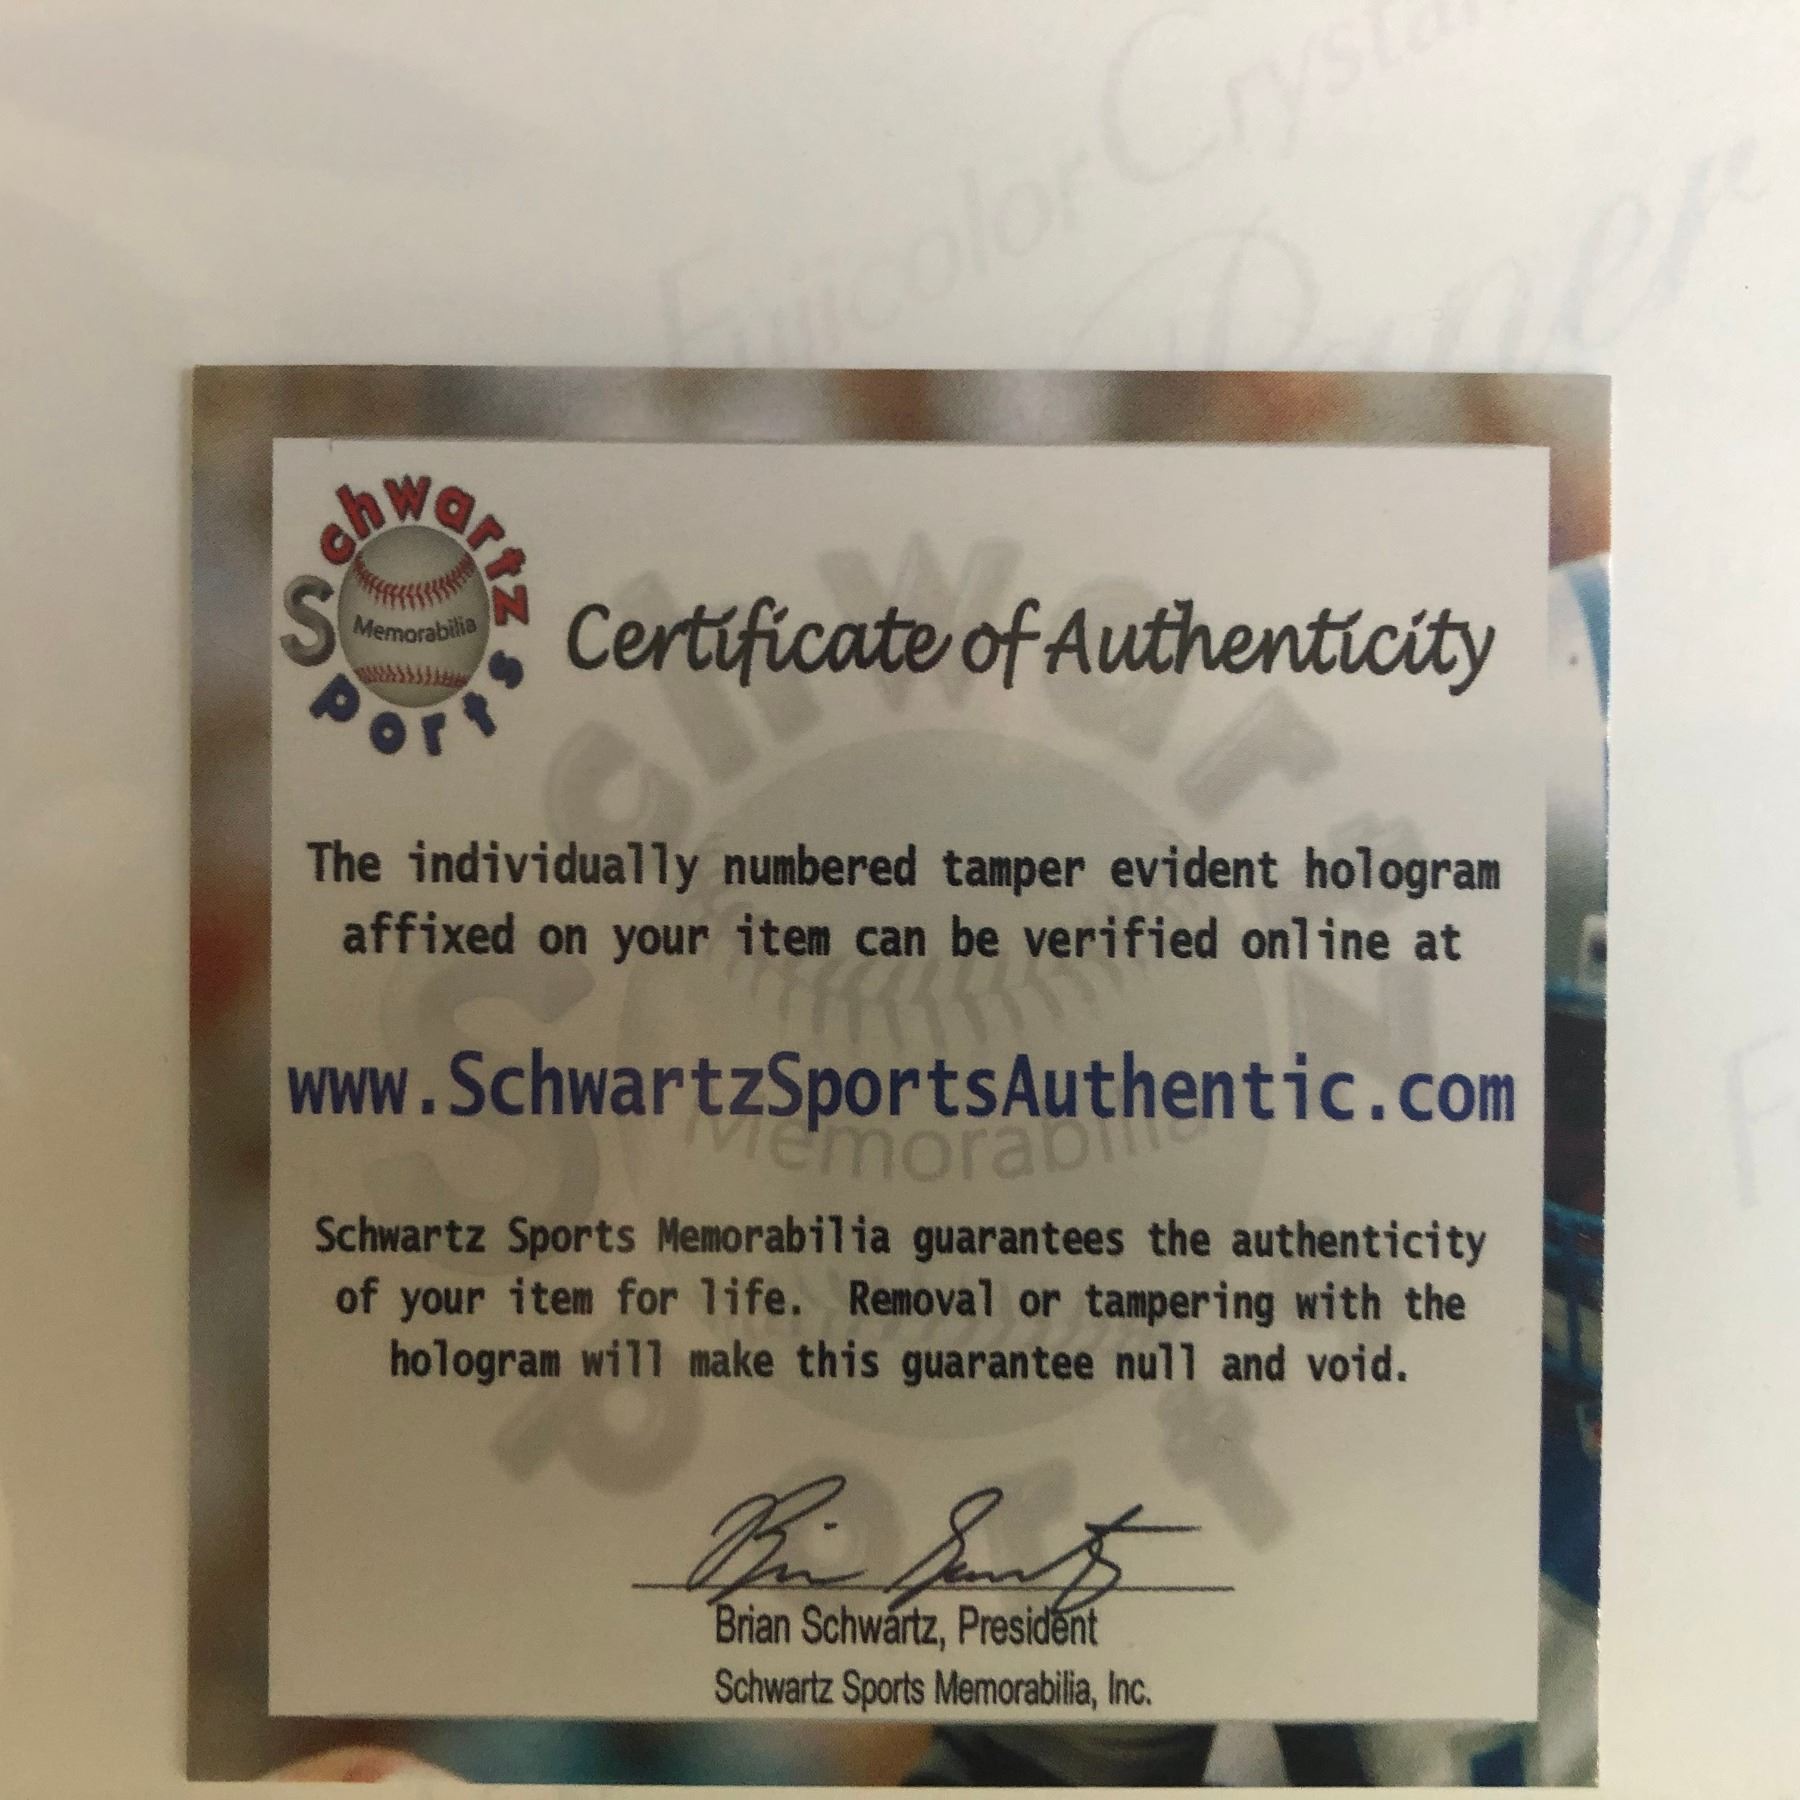 Fujicolor Crystal
Paper
Schwartz
Sports
Memorabilia
Certificate of Authenticity
The individually numbered tamper evident hologram
affixed on your item can be verified online at
www.SchwartzSportsAuthentic.com
Schwartz Sports Memorabilia guarantees the authenticity
of your item for life. Removal or tampering with the
hologram will make this guarantee null and void.
Brian Schwartz
Brian Schwartz, President
Schwartz Sports Memorabilia, Inc.